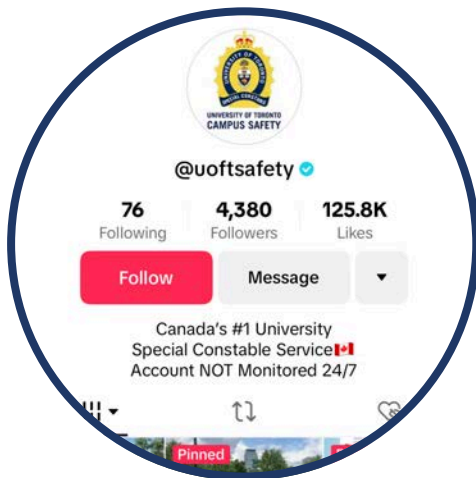 UNIVERSITY OF TORONTO
SPECIAL CONSTABLE
UNIVERSITY OF TORONTO
CAMPUS SAFETY
@uoftsafety
76
4,380
125.8K
Following
Followers
Likes
Follow
Message
Canada's #1 University
Special Constable Service🇨🇦
Account NOT Monitored 24/7
Pinned